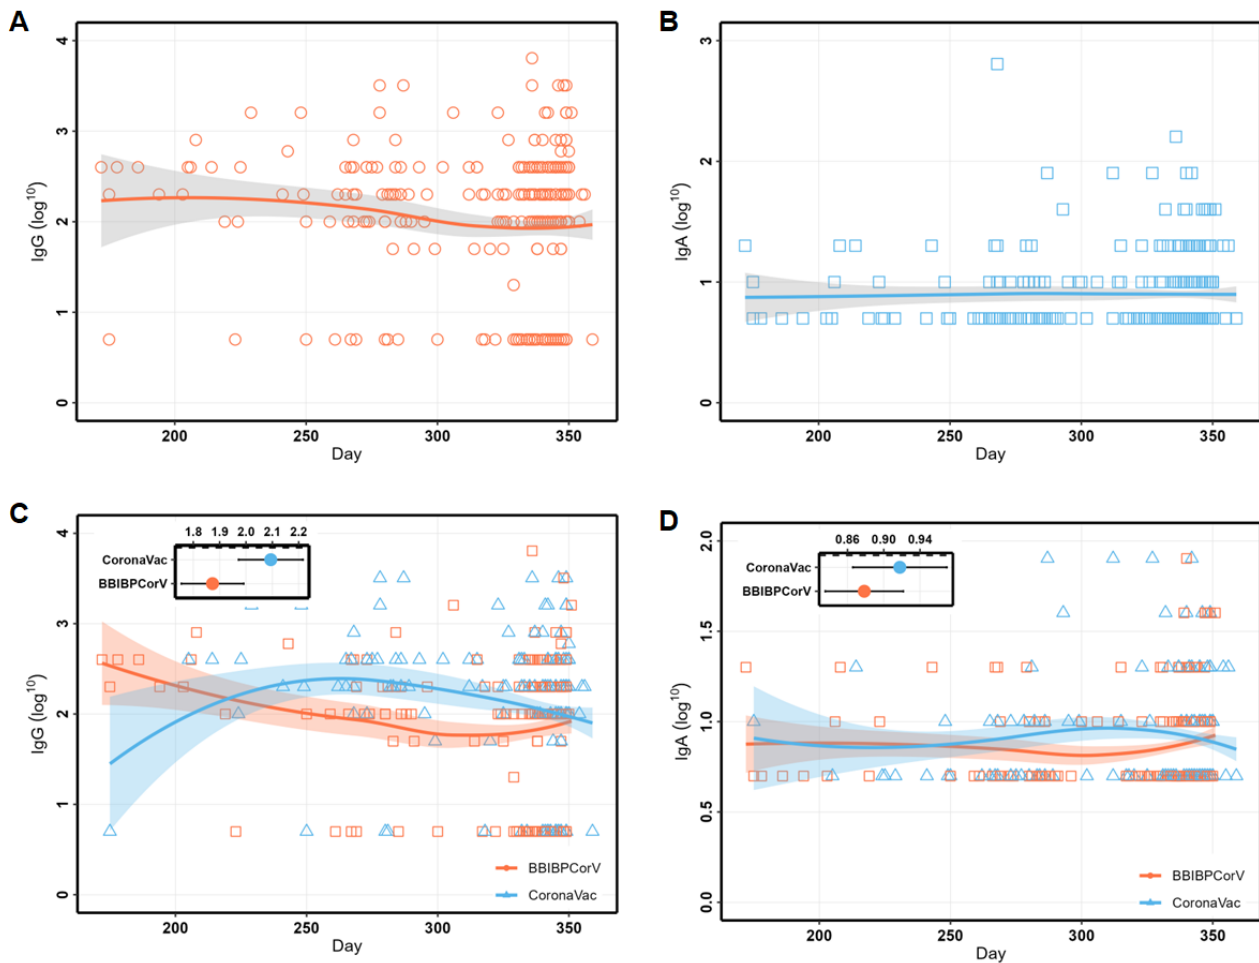 A
4
3
2
1
0
IgG (log¹⁰)
200 250 300 350
Day
B
3
2
1
0
IgA (log¹⁰)
200 250 300 350
Day
C
1.8 1.9 2.0 2.1 2.2
CoronaVac
BBIBPCorV
4
3
2
1
0
IgG (log¹⁰)
BBIBPCorV
CoronaVac
200 250 300 350
Day
D
0.86 0.90 0.94
CoronaVac
BBIBPCorV
2.0
1.5
1.0
0.5
0.0
IgA (log¹⁰)
BBIBPCorV
CoronaVac
200 250 300 350
Day